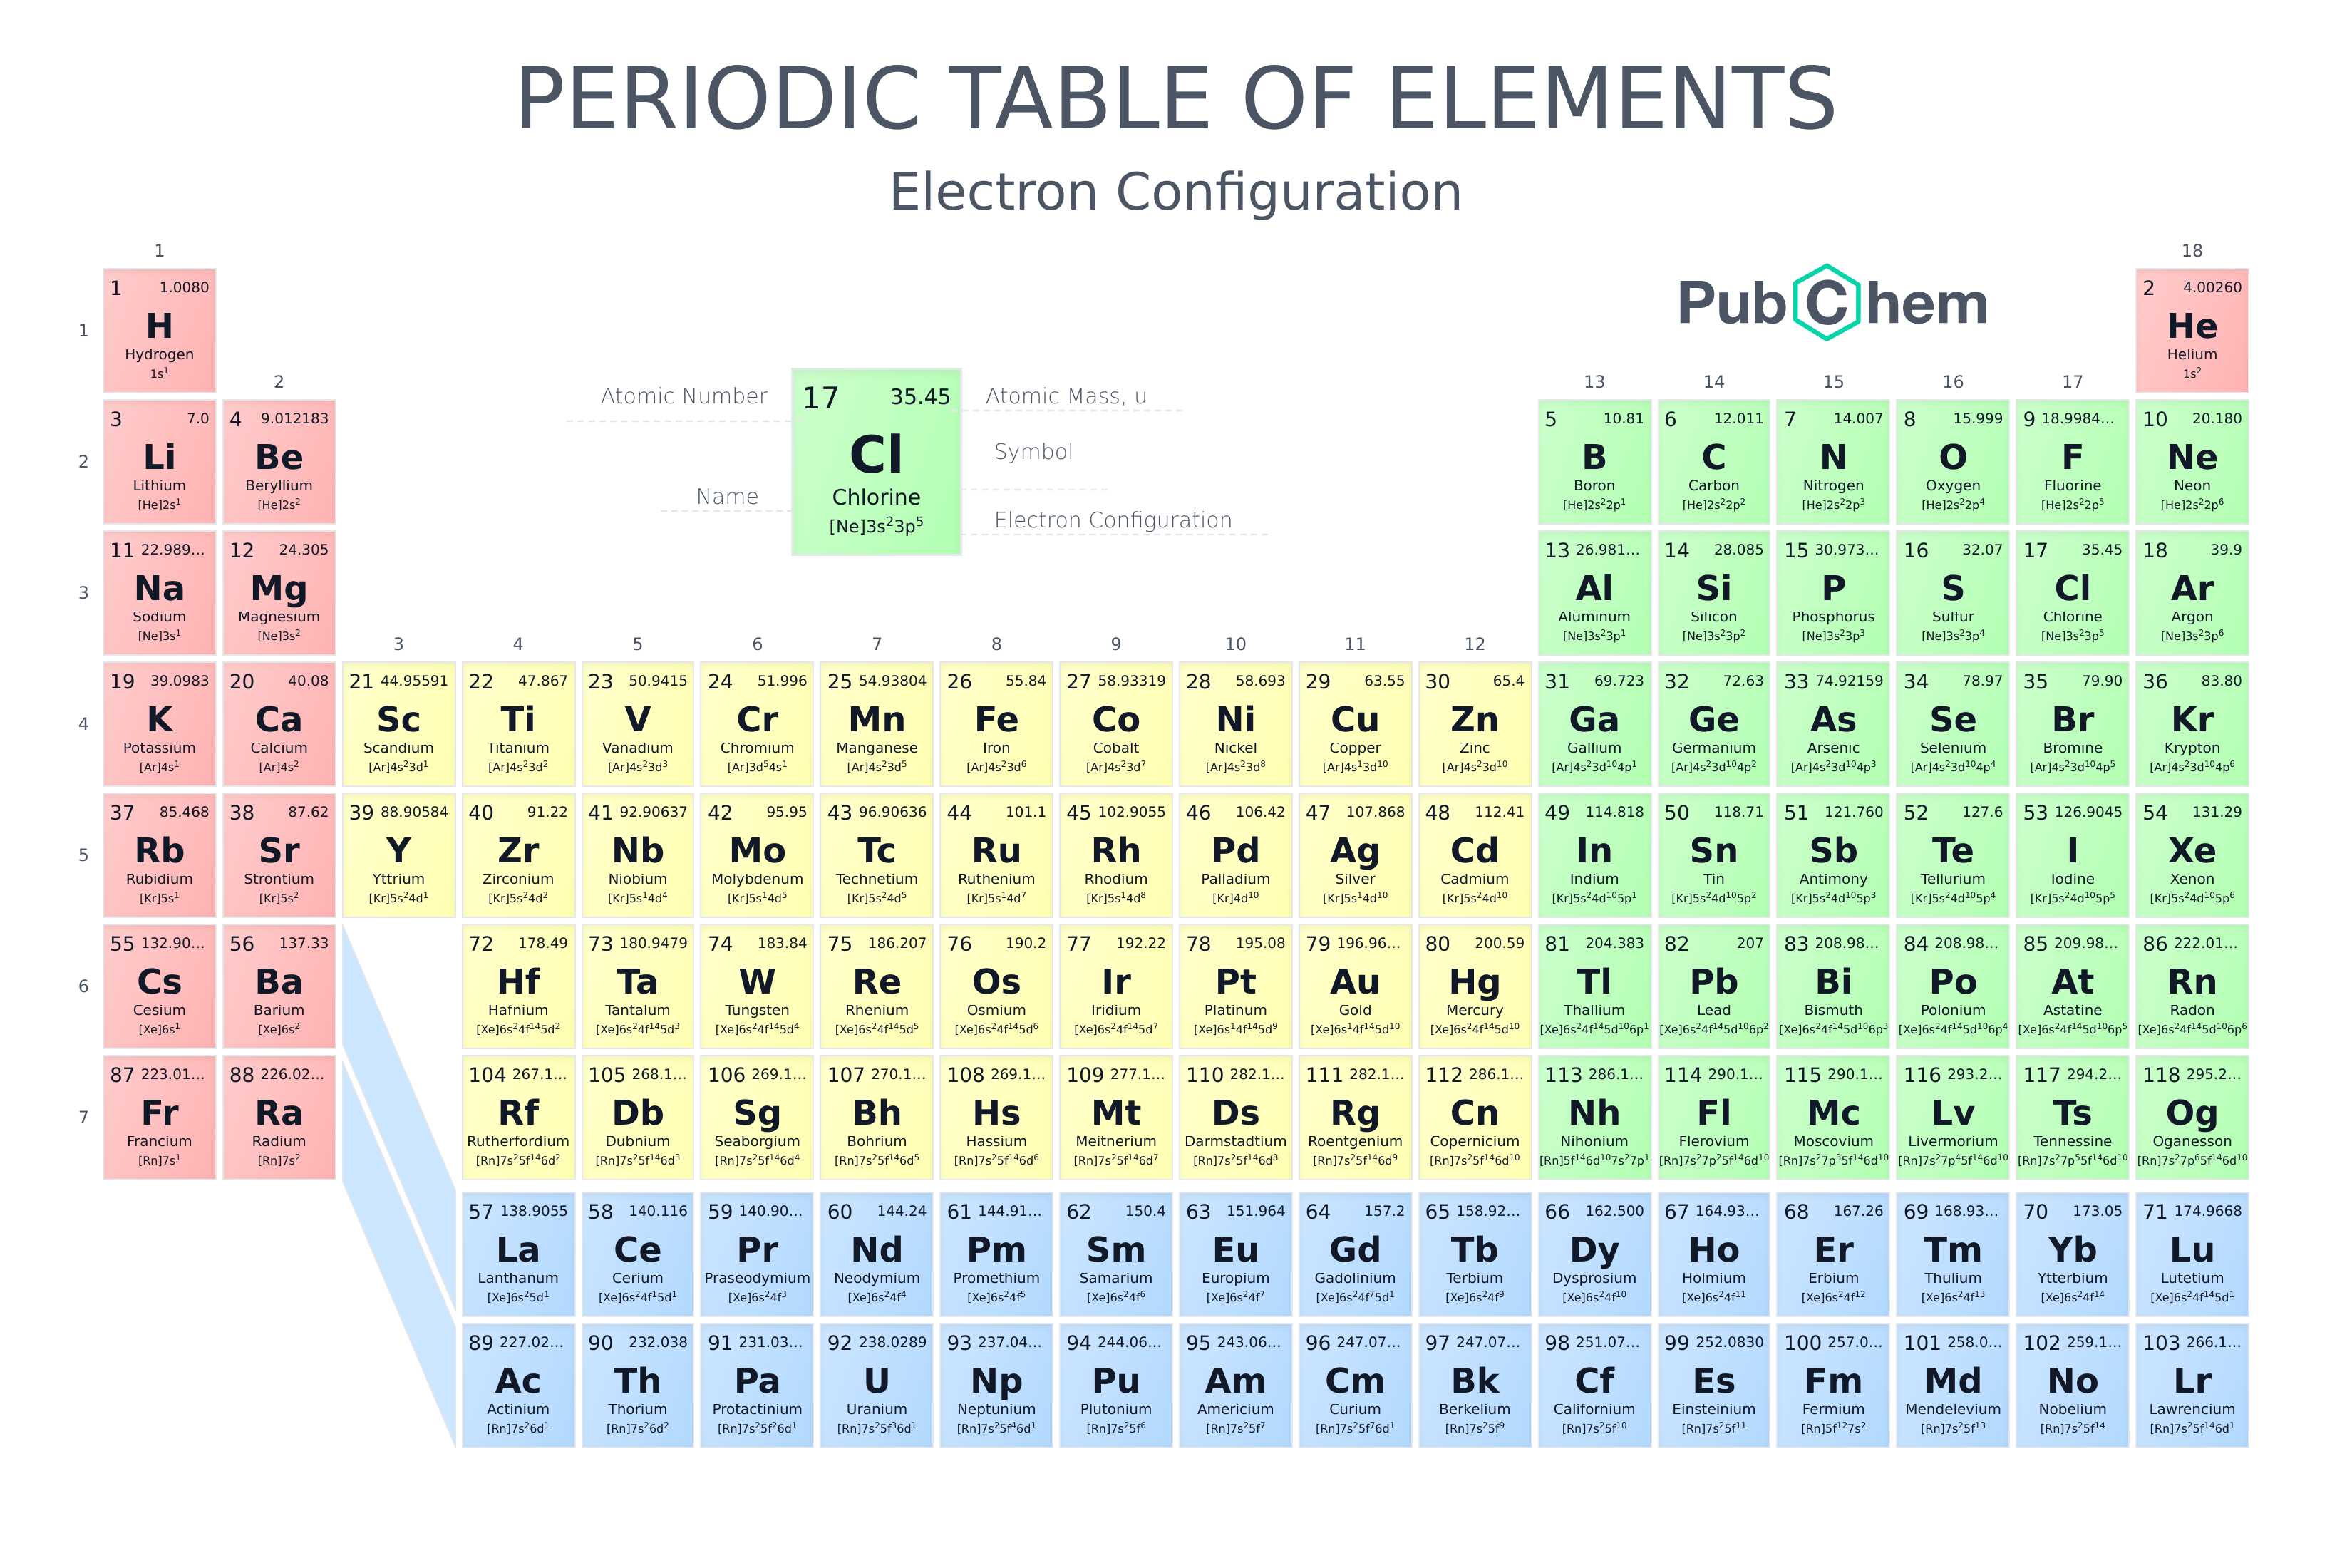 PERIODIC TABLE OF ELEMENTS
Electron Configuration
1 18
1 1.0080 PubChem 2 4.00260
H He
Hydrogen Helium
1s¹ 1s²
1
2 13 14 15 16 17
Atomic Number 17 35.45 Atomic Mass, u
Cl Symbol
Name Chlorine
[Ne]3s²3p⁵ Electron Configuration
3 7.0 4 9.012183 5 10.81 6 12.011 7 14.007 8 15.999 9 18.9984... 10 20.180
2 Li Be B C N O F Ne
Lithium Beryllium Boron Carbon Nitrogen Oxygen Fluorine Neon
[He]2s¹ [He]2s² [He]2s²2p¹ [He]2s²2p² [He]2s²2p³ [He]2s²2p⁴ [He]2s²2p⁵ [He]2s²2p⁶
11 22.989... 12 24.305 13 26.981... 14 28.085 15 30.973... 16 32.07 17 35.45 18 39.9
3 Na Mg Al Si P S Cl Ar
Sodium Magnesium Aluminum Silicon Phosphorus Sulfur Chlorine Argon
[Ne]3s¹ [Ne]3s² [Ne]3s²3p¹ [Ne]3s²3p² [Ne]3s²3p³ [Ne]3s²3p⁴ [Ne]3s²3p⁵ [Ne]3s²3p⁶
3 4 5 6 7 8 9 10 11 12
19 39.0983 20 40.08 21 44.95591 22 47.867 23 50.9415 24 51.996 25 54.93804 26 55.84 27 58.93319 28 58.693 29 63.55 30 65.4 31 69.723 32 72.63 33 74.92159 34 78.97 35 79.90 36 83.80
4 K Ca Sc Ti V Cr Mn Fe Co Ni Cu Zn Ga Ge As Se Br Kr
Potassium Calcium Scandium Titanium Vanadium Chromium Manganese Iron Cobalt Nickel Copper Zinc Gallium Germanium Arsenic Selenium Bromine Krypton
[Ar]4s¹ [Ar]4s² [Ar]4s²3d¹ [Ar]4s²3d² [Ar]4s²3d³ [Ar]3d⁵4s¹ [Ar]4s²3d⁵ [Ar]4s²3d⁶ [Ar]4s²3d⁷ [Ar]4s²3d⁸ [Ar]4s¹3d¹⁰ [Ar]4s²3d¹⁰ [Ar]4s²3d¹⁰4p¹ [Ar]4s²3d¹⁰4p² [Ar]4s²3d¹⁰4p³ [Ar]4s²3d¹⁰4p⁴ [Ar]4s²3d¹⁰4p⁵ [Ar]4s²3d¹⁰4p⁶
37 85.468 38 87.62 39 88.90584 40 91.22 41 92.90637 42 95.95 43 96.90636 44 101.1 45 102.9055 46 106.42 47 107.868 48 112.41 49 114.818 50 118.71 51 121.760 52 127.6 53 126.9045 54 131.29
5 Rb Sr Y Zr Nb Mo Tc Ru Rh Pd Ag Cd In Sn Sb Te I Xe
Rubidium Strontium Yttrium Zirconium Niobium Molybdenum Technetium Ruthenium Rhodium Palladium Silver Cadmium Indium Tin Antimony Tellurium Iodine Xenon
[Kr]5s¹ [Kr]5s² [Kr]5s²4d¹ [Kr]5s²4d² [Kr]5s¹4d⁴ [Kr]5s¹4d⁵ [Kr]5s²4d⁵ [Kr]5s¹4d⁷ [Kr]5s¹4d⁸ [Kr]4d¹⁰ [Kr]5s¹4d¹⁰ [Kr]5s²4d¹⁰ [Kr]5s²4d¹⁰5p¹ [Kr]5s²4d¹⁰5p² [Kr]5s²4d¹⁰5p³ [Kr]5s²4d¹⁰5p⁴ [Kr]5s²4d¹⁰5p⁵ [Kr]5s²4d¹⁰5p⁶
55 132.90... 56 137.33 72 178.49 73 180.9479 74 183.84 75 186.207 76 190.2 77 192.22 78 195.08 79 196.96... 80 200.59 81 204.383 82 207 83 208.98... 84 208.98... 85 209.98... 86 222.01...
6 Cs Ba Hf Ta W Re Os Ir Pt Au Hg Tl Pb Bi Po At Rn
Cesium Barium Hafnium Tantalum Tungsten Rhenium Osmium Iridium Platinum Gold Mercury Thallium Lead Bismuth Polonium Astatine Radon
[Xe]6s¹ [Xe]6s² [Xe]6s²4f¹⁴5d² [Xe]6s²4f¹⁴5d³ [Xe]6s²4f¹⁴5d⁴ [Xe]6s²4f¹⁴5d⁵ [Xe]6s²4f¹⁴5d⁶ [Xe]6s²4f¹⁴5d⁷ [Xe]6s¹4f¹⁴5d⁹ [Xe]6s¹4f¹⁴5d¹⁰ [Xe]6s²4f¹⁴5d¹⁰ [Xe]6s²4f¹⁴5d¹⁰6p¹ [Xe]6s²4f¹⁴5d¹⁰6p² [Xe]6s²4f¹⁴5d¹⁰6p³ [Xe]6s²4f¹⁴5d¹⁰6p⁴ [Xe]6s²4f¹⁴5d¹⁰6p⁵ [Xe]6s²4f¹⁴5d¹⁰6p⁶
87 223.01... 88 226.02... 104 267.1... 105 268.1... 106 269.1... 107 270.1... 108 269.1... 109 277.1... 110 282.1... 111 282.1... 112 286.1... 113 286.1... 114 290.1... 115 290.1... 116 293.2... 117 294.2... 118 295.2...
7 Fr Ra Rf Db Sg Bh Hs Mt Ds Rg Cn Nh Fl Mc Lv Ts Og
Francium Radium Rutherfordium Dubnium Seaborgium Bohrium Hassium Meitnerium Darmstadtium Roentgenium Copernicium Nihonium Flerovium Moscovium Livermorium Tennessine Oganesson
[Rn]7s¹ [Rn]7s² [Rn]7s²5f¹⁴6d² [Rn]7s²5f¹⁴6d³ [Rn]7s²5f¹⁴6d⁴ [Rn]7s²5f¹⁴6d⁵ [Rn]7s²5f¹⁴6d⁶ [Rn]7s²5f¹⁴6d⁷ [Rn]7s²5f¹⁴6d⁸ [Rn]7s²5f¹⁴6d⁹ [Rn]7s²5f¹⁴6d¹⁰ [Rn]5f¹⁴6d¹⁰7s²7p¹ [Rn]7s²7p²5f¹⁴6d¹⁰ [Rn]7s²7p³5f¹⁴6d¹⁰ [Rn]7s²7p⁴5f¹⁴6d¹⁰ [Rn]7s²7p⁵5f¹⁴6d¹⁰ [Rn]7s²7p⁶5f¹⁴6d¹⁰
57 138.9055 58 140.116 59 140.90... 60 144.24 61 144.91... 62 150.4 63 151.964 64 157.2 65 158.92... 66 162.500 67 164.93... 68 167.26 69 168.93... 70 173.05 71 174.9668
La Ce Pr Nd Pm Sm Eu Gd Tb Dy Ho Er Tm Yb Lu
Lanthanum Cerium Praseodymium Neodymium Promethium Samarium Europium Gadolinium Terbium Dysprosium Holmium Erbium Thulium Ytterbium Lutetium
[Xe]6s²5d¹ [Xe]6s²4f¹5d¹ [Xe]6s²4f³ [Xe]6s²4f⁴ [Xe]6s²4f⁵ [Xe]6s²4f⁶ [Xe]6s²4f⁷ [Xe]6s²4f⁷5d¹ [Xe]6s²4f⁹ [Xe]6s²4f¹⁰ [Xe]6s²4f¹¹ [Xe]6s²4f¹² [Xe]6s²4f¹³ [Xe]6s²4f¹⁴ [Xe]6s²4f¹⁴5d¹
89 227.02... 90 232.038 91 231.03... 92 238.0289 93 237.04... 94 244.06... 95 243.06... 96 247.07... 97 247.07... 98 251.07... 99 252.0830 100 257.0... 101 258.0... 102 259.1... 103 266.1...
Ac Th Pa U Np Pu Am Cm Bk Cf Es Fm Md No Lr
Actinium Thorium Protactinium Uranium Neptunium Plutonium Americium Curium Berkelium Californium Einsteinium Fermium Mendelevium Nobelium Lawrencium
[Rn]7s²6d¹ [Rn]7s²6d² [Rn]7s²5f²6d¹ [Rn]7s²5f³6d¹ [Rn]7s²5f⁴6d¹ [Rn]7s²5f⁶ [Rn]7s²5f⁷ [Rn]7s²5f⁷6d¹ [Rn]7s²5f⁹ [Rn]7s²5f¹⁰ [Rn]7s²5f¹¹ [Rn]5f¹²7s² [Rn]7s²5f¹³ [Rn]7s²5f¹⁴ [Rn]7s²5f¹⁴6d¹